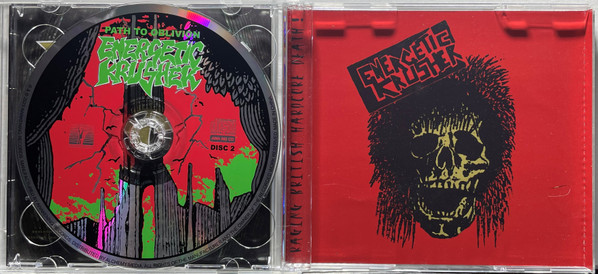 PATH TO OBLIVION
ENERGETIC
KRUSHER
DISC 2
RAGING BRITISH HARDCORE DEATH!
ENERGETIC
KRUSHER